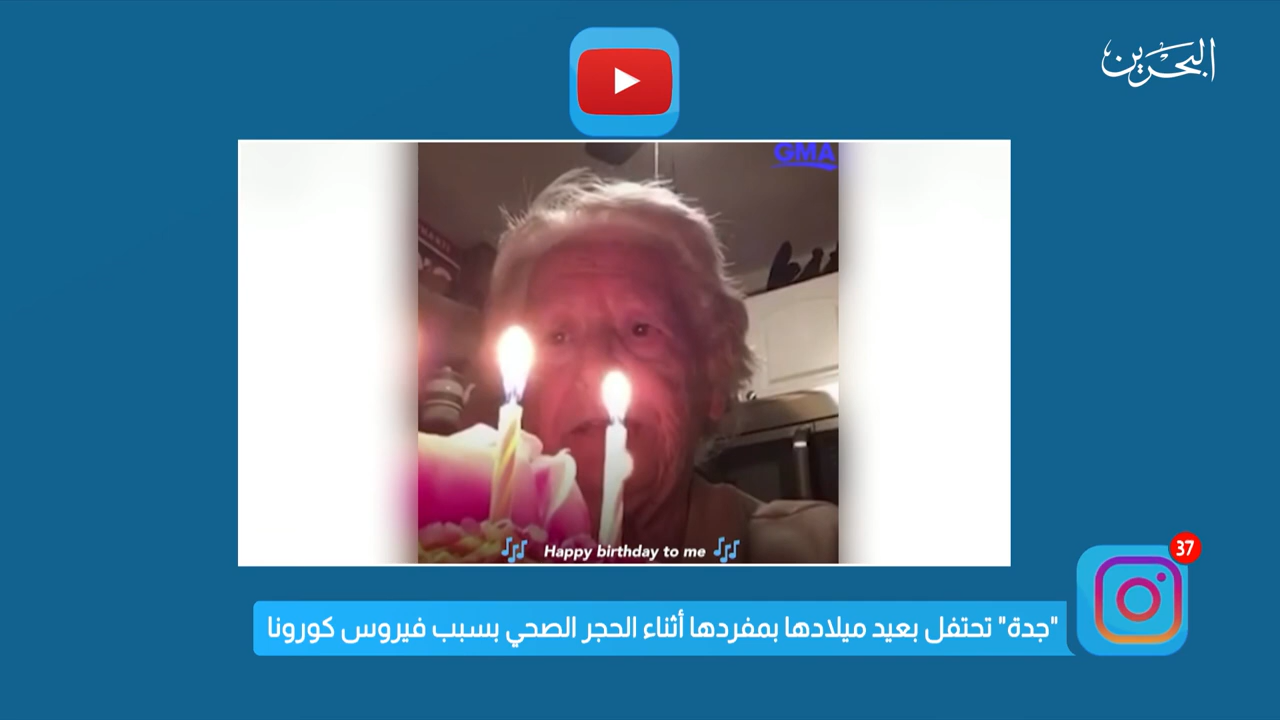 البحرين
GMA
Happy birthday to me
37
"جدة" تحتفل بعيد ميلادها بمفردها أثناء الحجر الصحي بسبب فيروس كورونا